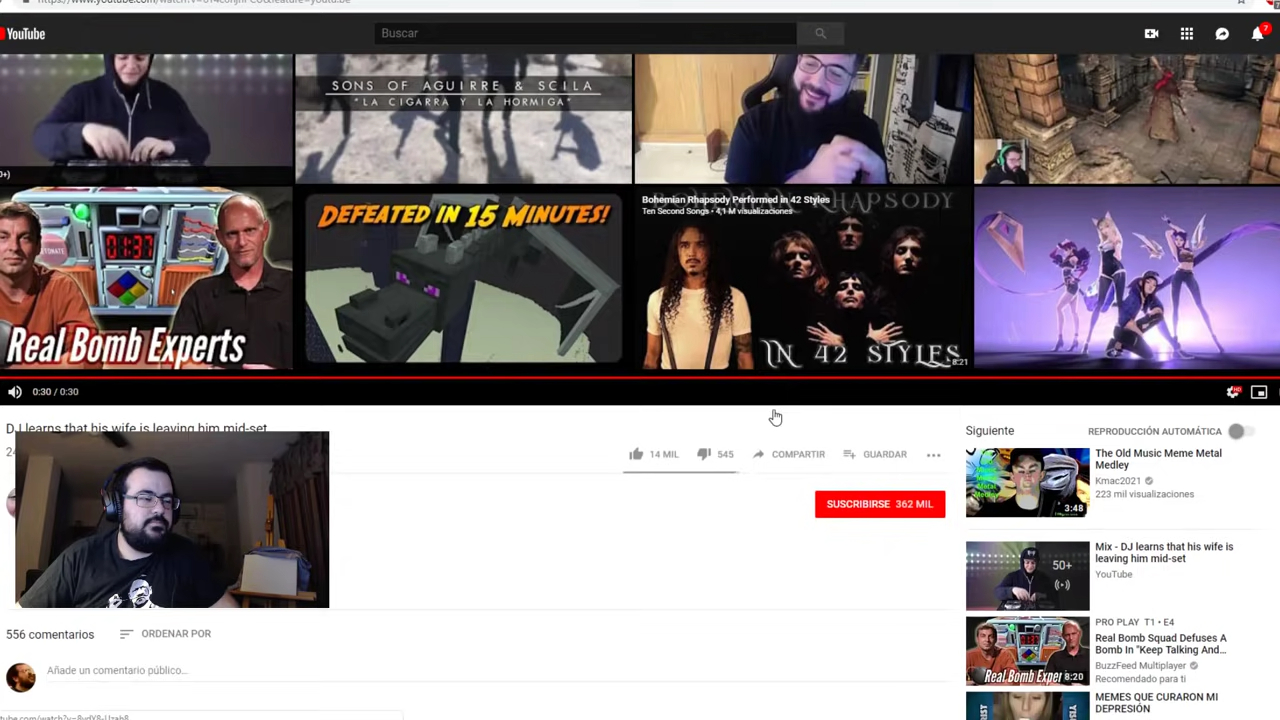 YouTube
Buscar
7
SONS OF AGUIRRE & SCILA
"LA CIGARRA Y LA HORMIGA"
01:37
Real Bomb Experts
DEFEATED IN 15 MINUTES!
Bohemian Rhapsody Performed in 42 Styles
Ten Second Songs • 4,1 M visualizaciones
IN 42 STYLES
8:21
0:30 / 0:30
HD
DJ learns that his wife is leaving him mid-set
14 MIL
545
COMPARTIR
GUARDAR
SUSCRIBIRSE 362 MIL
556 comentarios
ORDENAR POR
Añade un comentario público...
Siguiente
REPRODUCCIÓN AUTOMÁTICA
The Old Music Meme Metal
Medley
Kmac2021
223 mil visualizaciones
3:48
Mix - DJ learns that his wife is
leaving him mid-set
YouTube
50+
PRO PLAY T1 • E4
Real Bomb Squad Defuses A
Bomb In "Keep Talking And...
BuzzFeed Multiplayer
Recomendado para ti
8:20
MEMES QUE CURARON MI
DEPRESIÓN